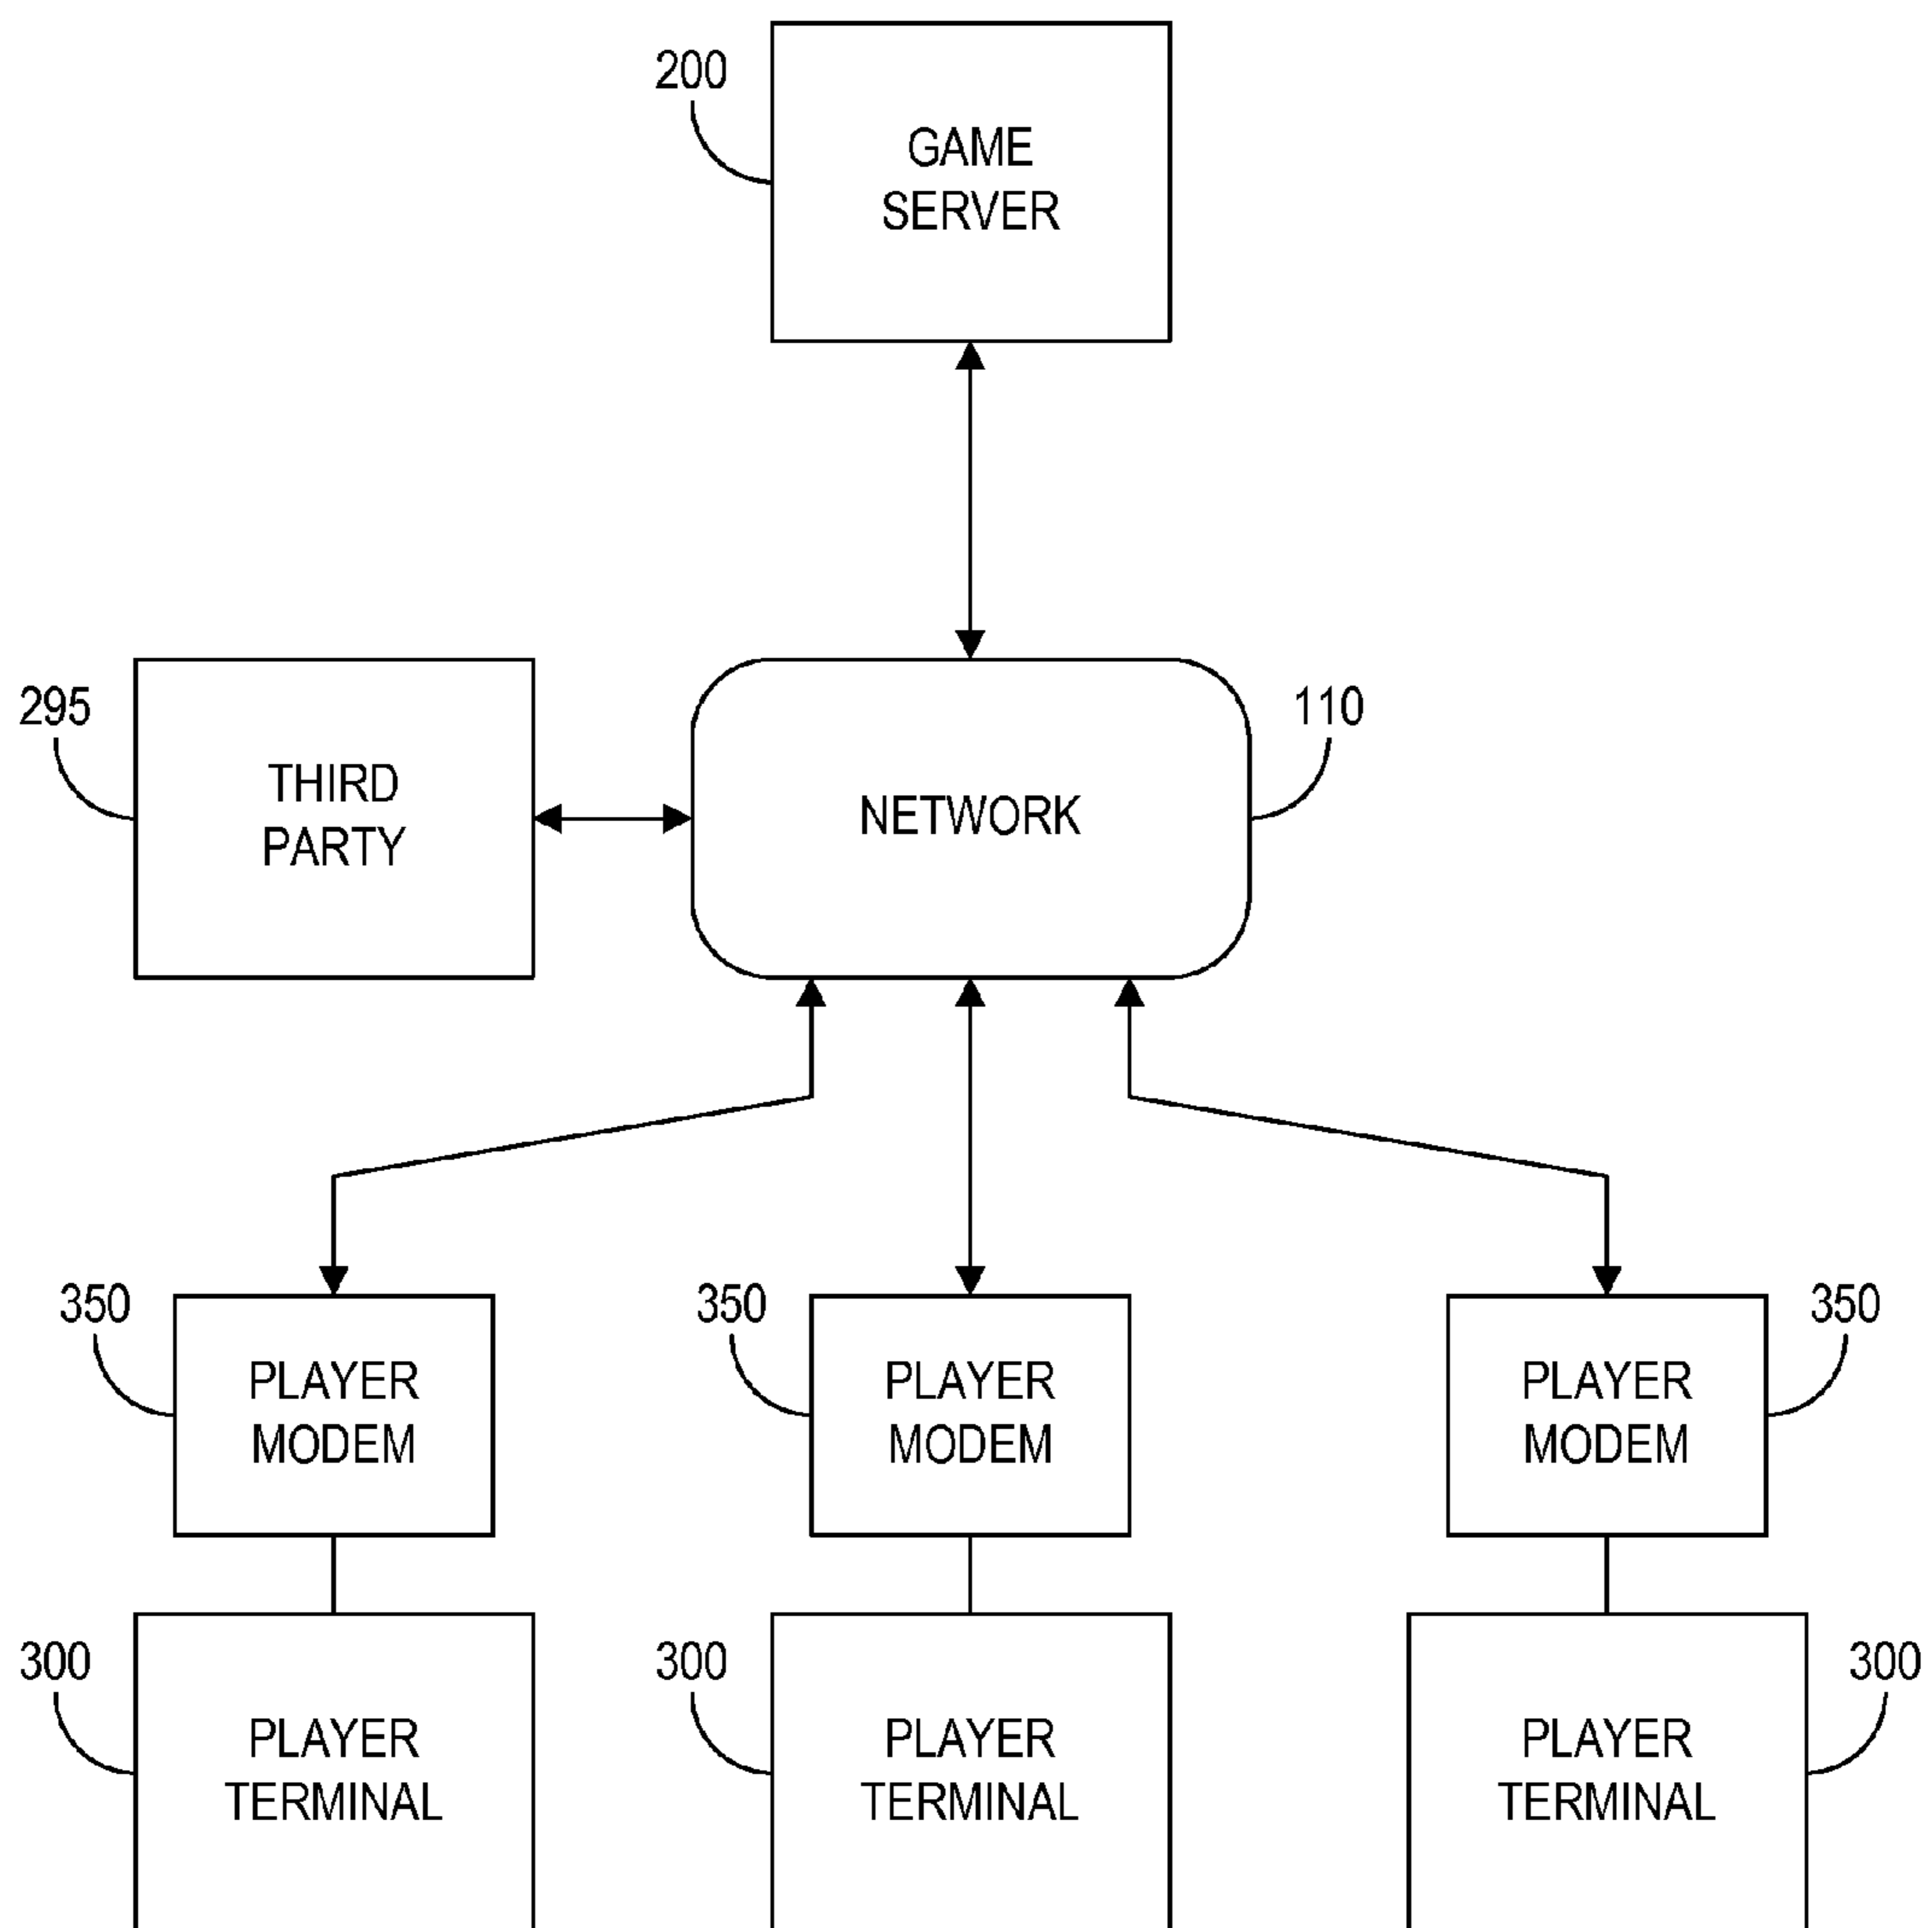 200
GAME
SERVER
295
THIRD
PARTY
NETWORK
110
350
PLAYER
MODEM
350
PLAYER
MODEM
PLAYER
MODEM
350
300
PLAYER
TERMINAL
300
PLAYER
TERMINAL
PLAYER
TERMINAL
300